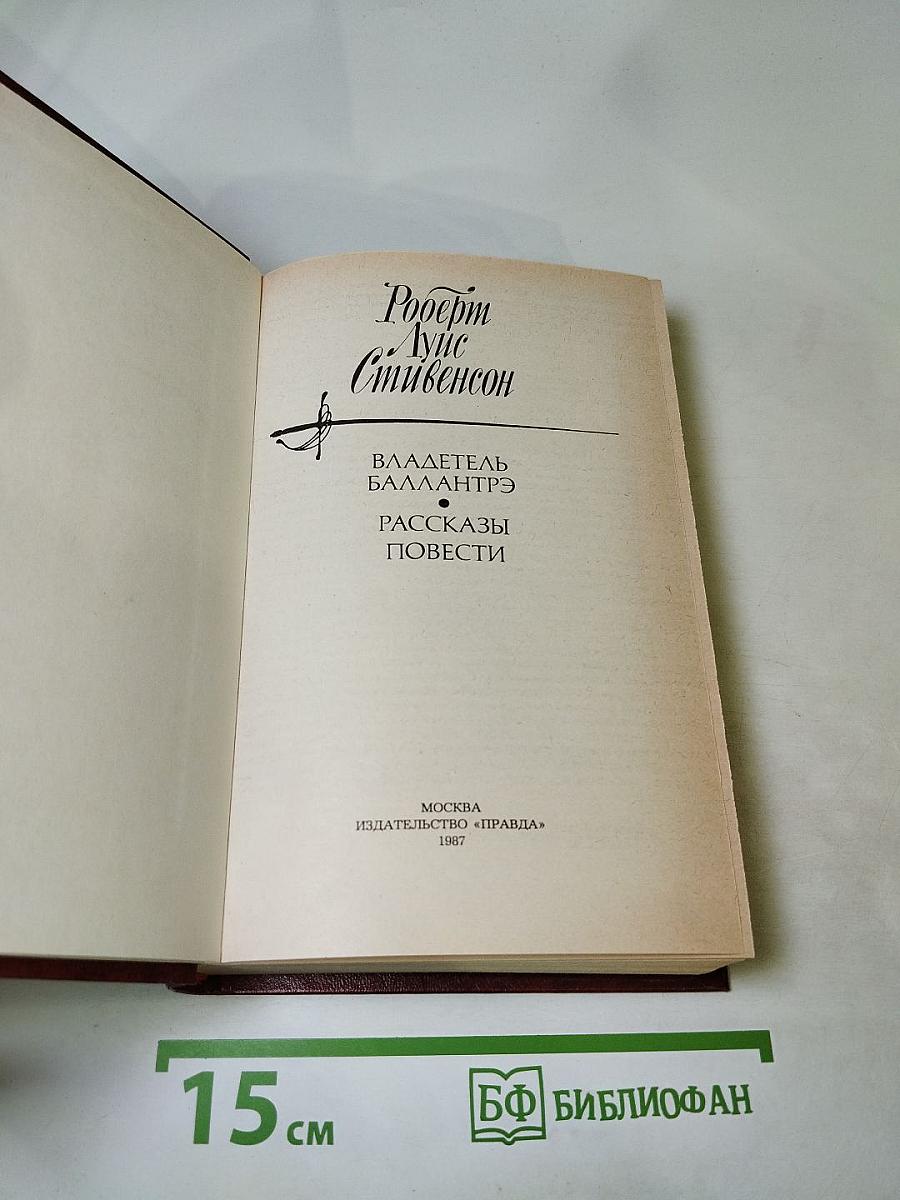 Роберт
Луис
Стивенсон
ВЛАДЕТЕЛЬ
БАЛЛАНТРЭ
•
РАССКАЗЫ
ПОВЕСТИ
МОСКВА
ИЗДАТЕЛЬСТВО «ПРАВДА»
1987
15 см
БФ БИБЛИОФАН